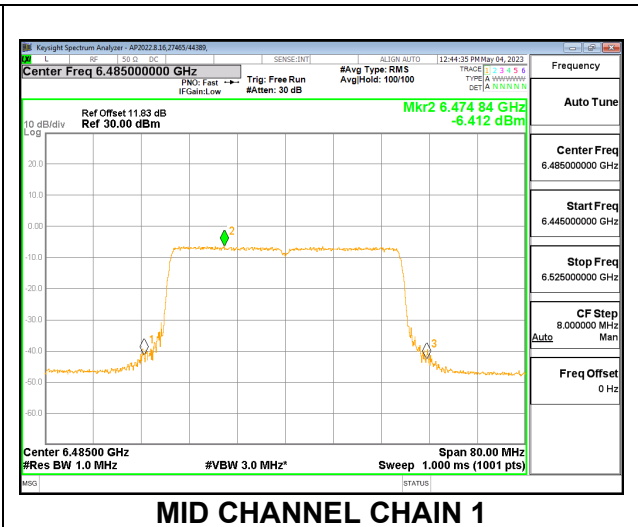 Keysight Spectrum Analyzer - AP2022.8.16,27465/44389,
L RF 50 Ω DC SENSE:INT ALIGN AUTO 12:44:35 PM May 04, 2023
Center Freq 6.485000000 GHz
PNO: Fast
IFGain:Low
Trig: Free Run
#Atten: 30 dB
#Avg Type: RMS
Avg|Hold: 100/100
TRACE 1 2 3 4 5 6
TYPE A WWWWW
DET A N N N N N
Frequency
Auto Tune
Center Freq
6.485000000 GHz
Start Freq
6.445000000 GHz
Stop Freq
6.525000000 GHz
CF Step
8.000000 MHz
Auto Man
Freq Offset
0 Hz
Mkr2 6.474 84 GHz
-6.412 dBm
Ref Offset 11.83 dB
10 dB/div Ref 30.00 dBm
Log
20.0
10.0
0.00
-10.0
-20.0
-30.0
-40.0
-50.0
-60.0
1
2
3
Center 6.48500 GHz Span 80.00 MHz
#Res BW 1.0 MHz #VBW 3.0 MHz* Sweep 1.000 ms (1001 pts)
MSG STATUS
MID CHANNEL CHAIN 1